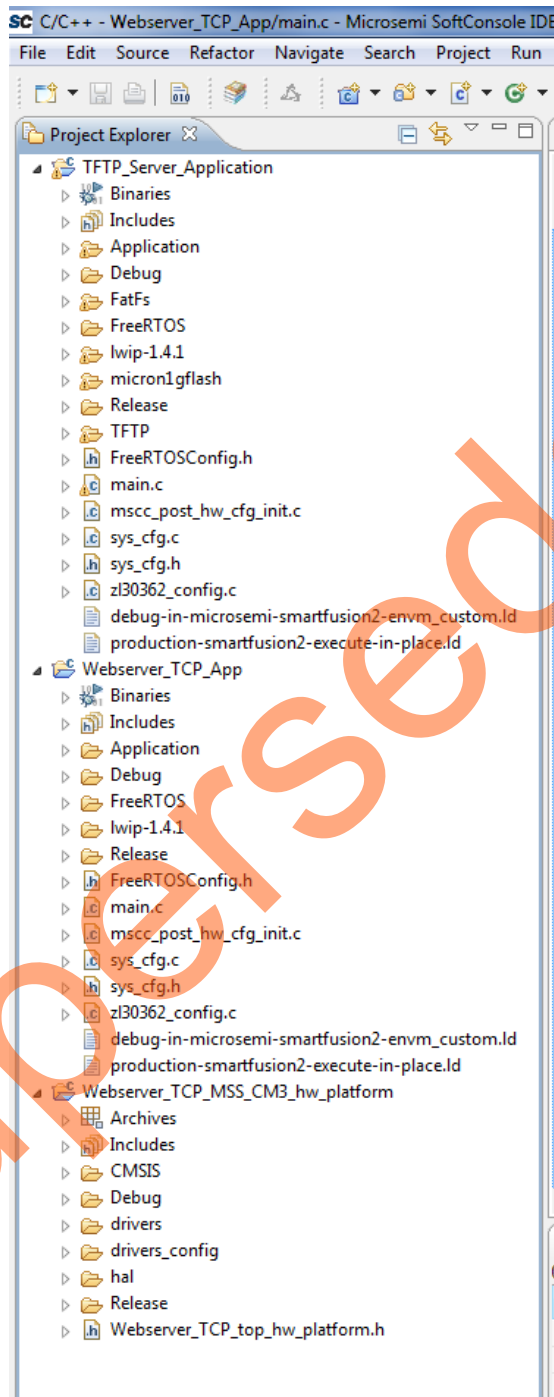 SC C/C++ - Webserver_TCP_App/main.c - Microsemi SoftConsole IDE
File Edit Source Refactor Navigate Search Project Run
Project Explorer
TFTP_Server_Application
Binaries
Includes
Application
Debug
FatFs
FreeRTOS
lwip-1.4.1
micron1gflash
Release
TFTP
FreeRTOSConfig.h
main.c
mscc_post_hw_cfg_init.c
sys_cfg.c
sys_cfg.h
zl30362_config.c
debug-in-microsemi-smartfusion2-envm_custom.ld
production-smartfusion2-execute-in-place.ld
Webserver_TCP_App
Binaries
Includes
Application
Debug
FreeRTOS
lwip-1.4.1
Release
FreeRTOSConfig.h
main.c
mscc_post_hw_cfg_init.c
sys_cfg.c
sys_cfg.h
zl30362_config.c
debug-in-microsemi-smartfusion2-envm_custom.ld
production-smartfusion2-execute-in-place.ld
Webserver_TCP_MSS_CM3_hw_platform
Archives
Includes
CMSIS
Debug
drivers
drivers_config
hal
Release
Webserver_TCP_top_hw_platform.h
persed